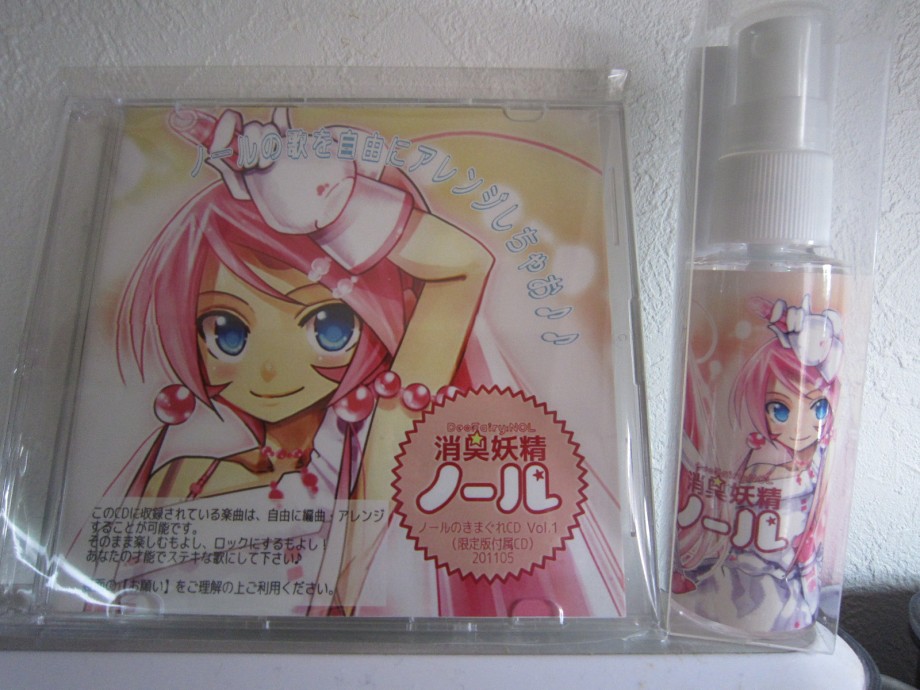 ノールの歌を自由にアレンジしちゃお♪♪
DeoFairy:NOL
消臭妖精
ノール
ノールのきまぐれCD Vol.1
(限定版付属CD)
201105
このCDに収録されている楽曲は、自由に編曲・アレンジ
することが可能です。
そのまま楽しむもよし、ロックにするもよし！
あなたの才能でステキな歌にして下さい♪
【お願い】をご理解の上ご利用ください。
消臭妖精
ノール